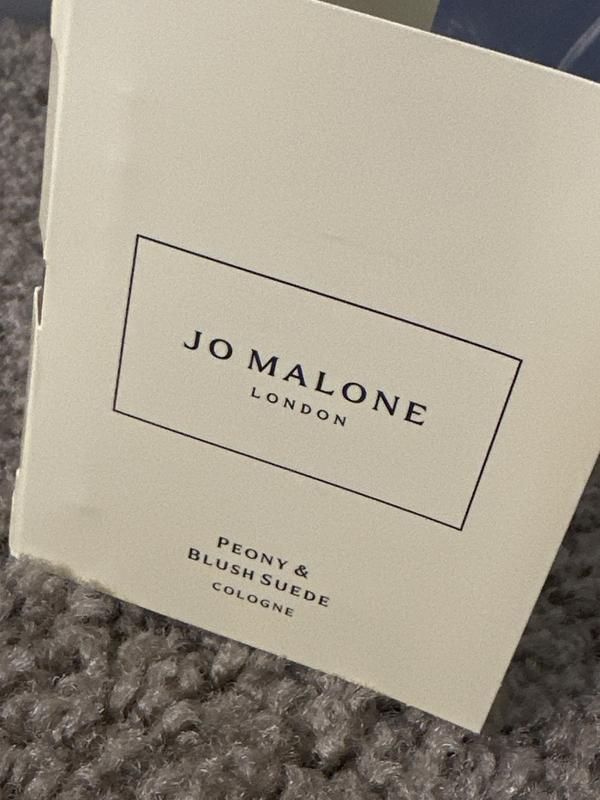 JO MALONE
LONDON
PEONY &
BLUSH SUEDE
COLOGNE